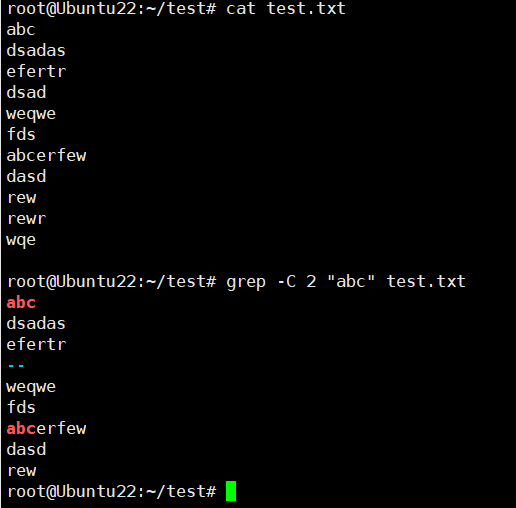 root@Ubuntu22:~/test# cat test.txt
abc
dsadas
efertr
dsad
weqwe
fds
abcerfew
dasd
rew
rewr
wqe

root@Ubuntu22:~/test# grep -C 2 "abc" test.txt
abc
dsadas
efertr
--
weqwe
fds
abcerfew
dasd
rew
root@Ubuntu22:~/test#